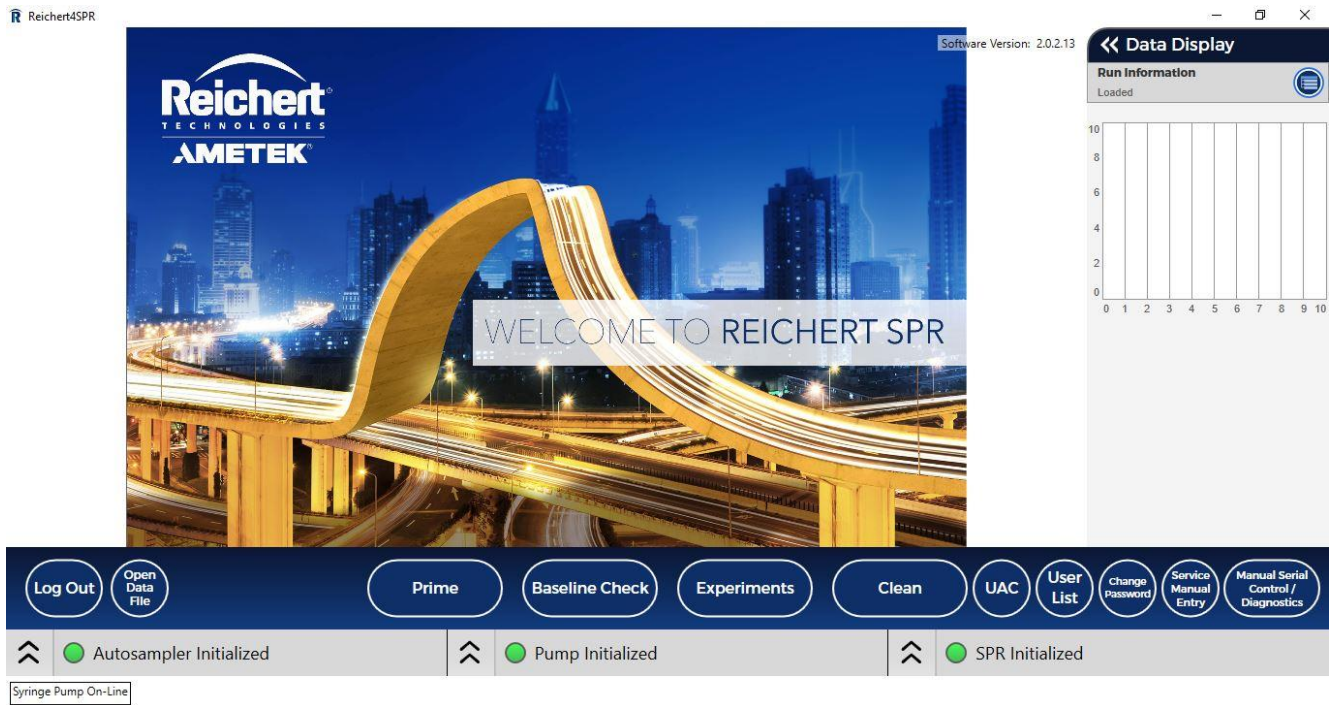 Reichert4SPR
Reichert
TECHNOLOGIES
AMETEK
Software Version: 2.0.2.13
WELCOME TO REICHERT SPR
Data Display
Run Information
Loaded
10
8
6
4
2
0
0 1 2 3 4 5 6 7 8 9 10
Log Out
Open
Data
File
Prime
Baseline Check
Experiments
Clean
UAC
User
List
Change
Password
Service
Manual
Entry
Manual Serial
Control /
Diagnostics
Autosampler Initialized
Pump Initialized
SPR Initialized
Syringe Pump On-Line